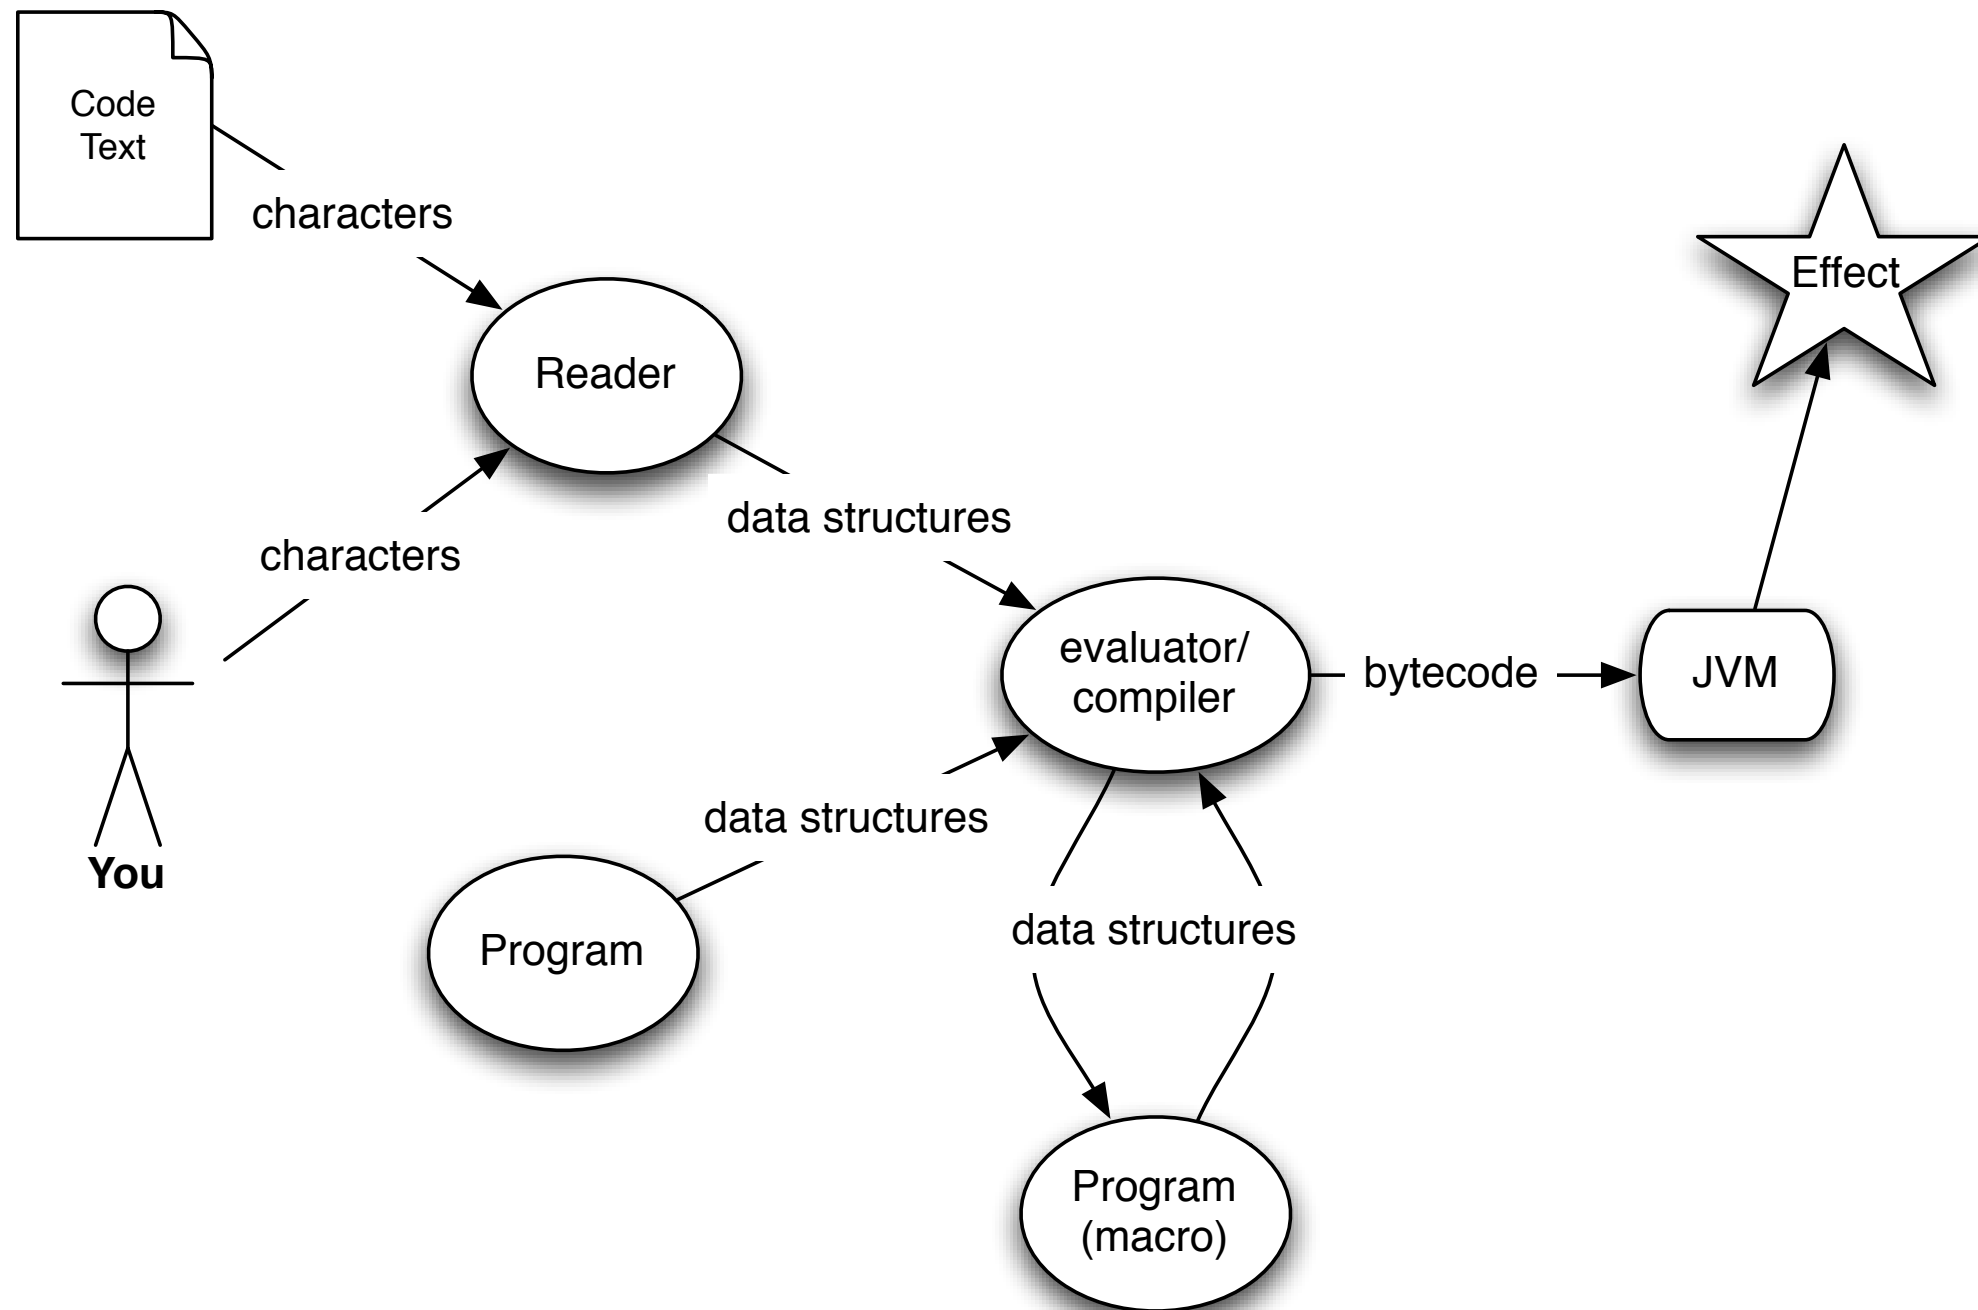 Code
Text
characters
Effect
Reader
data structures
characters
evaluator/
compiler
bytecode
JVM
data structures
You
Program
data structures
Program
(macro)